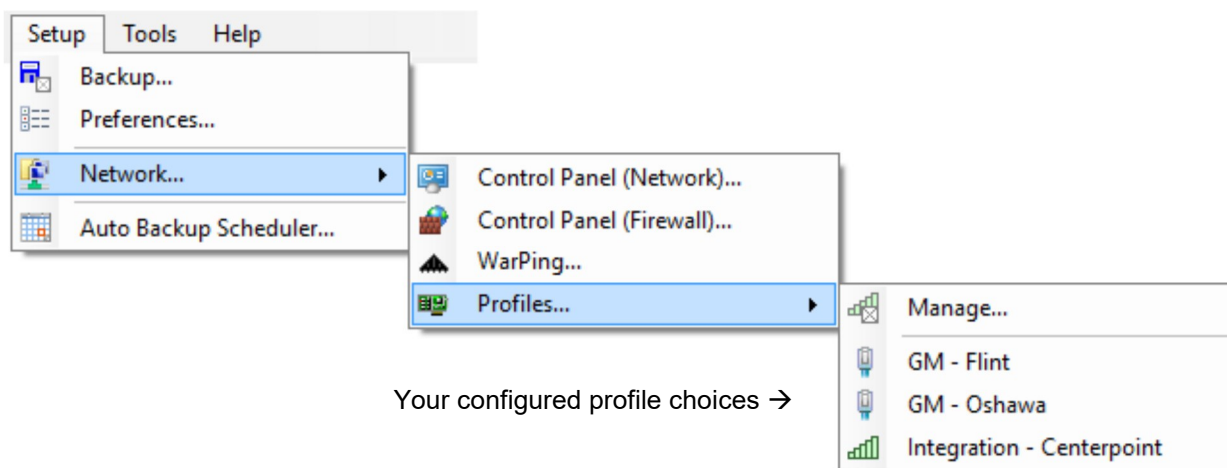 Setup Tools Help
Backup...
Preferences...
Network...
Auto Backup Scheduler...
Control Panel (Network)...
Control Panel (Firewall)...
WarPing...
Profiles...
Manage...
GM - Flint
GM - Oshawa
Integration - Centerpoint
Your configured profile choices →